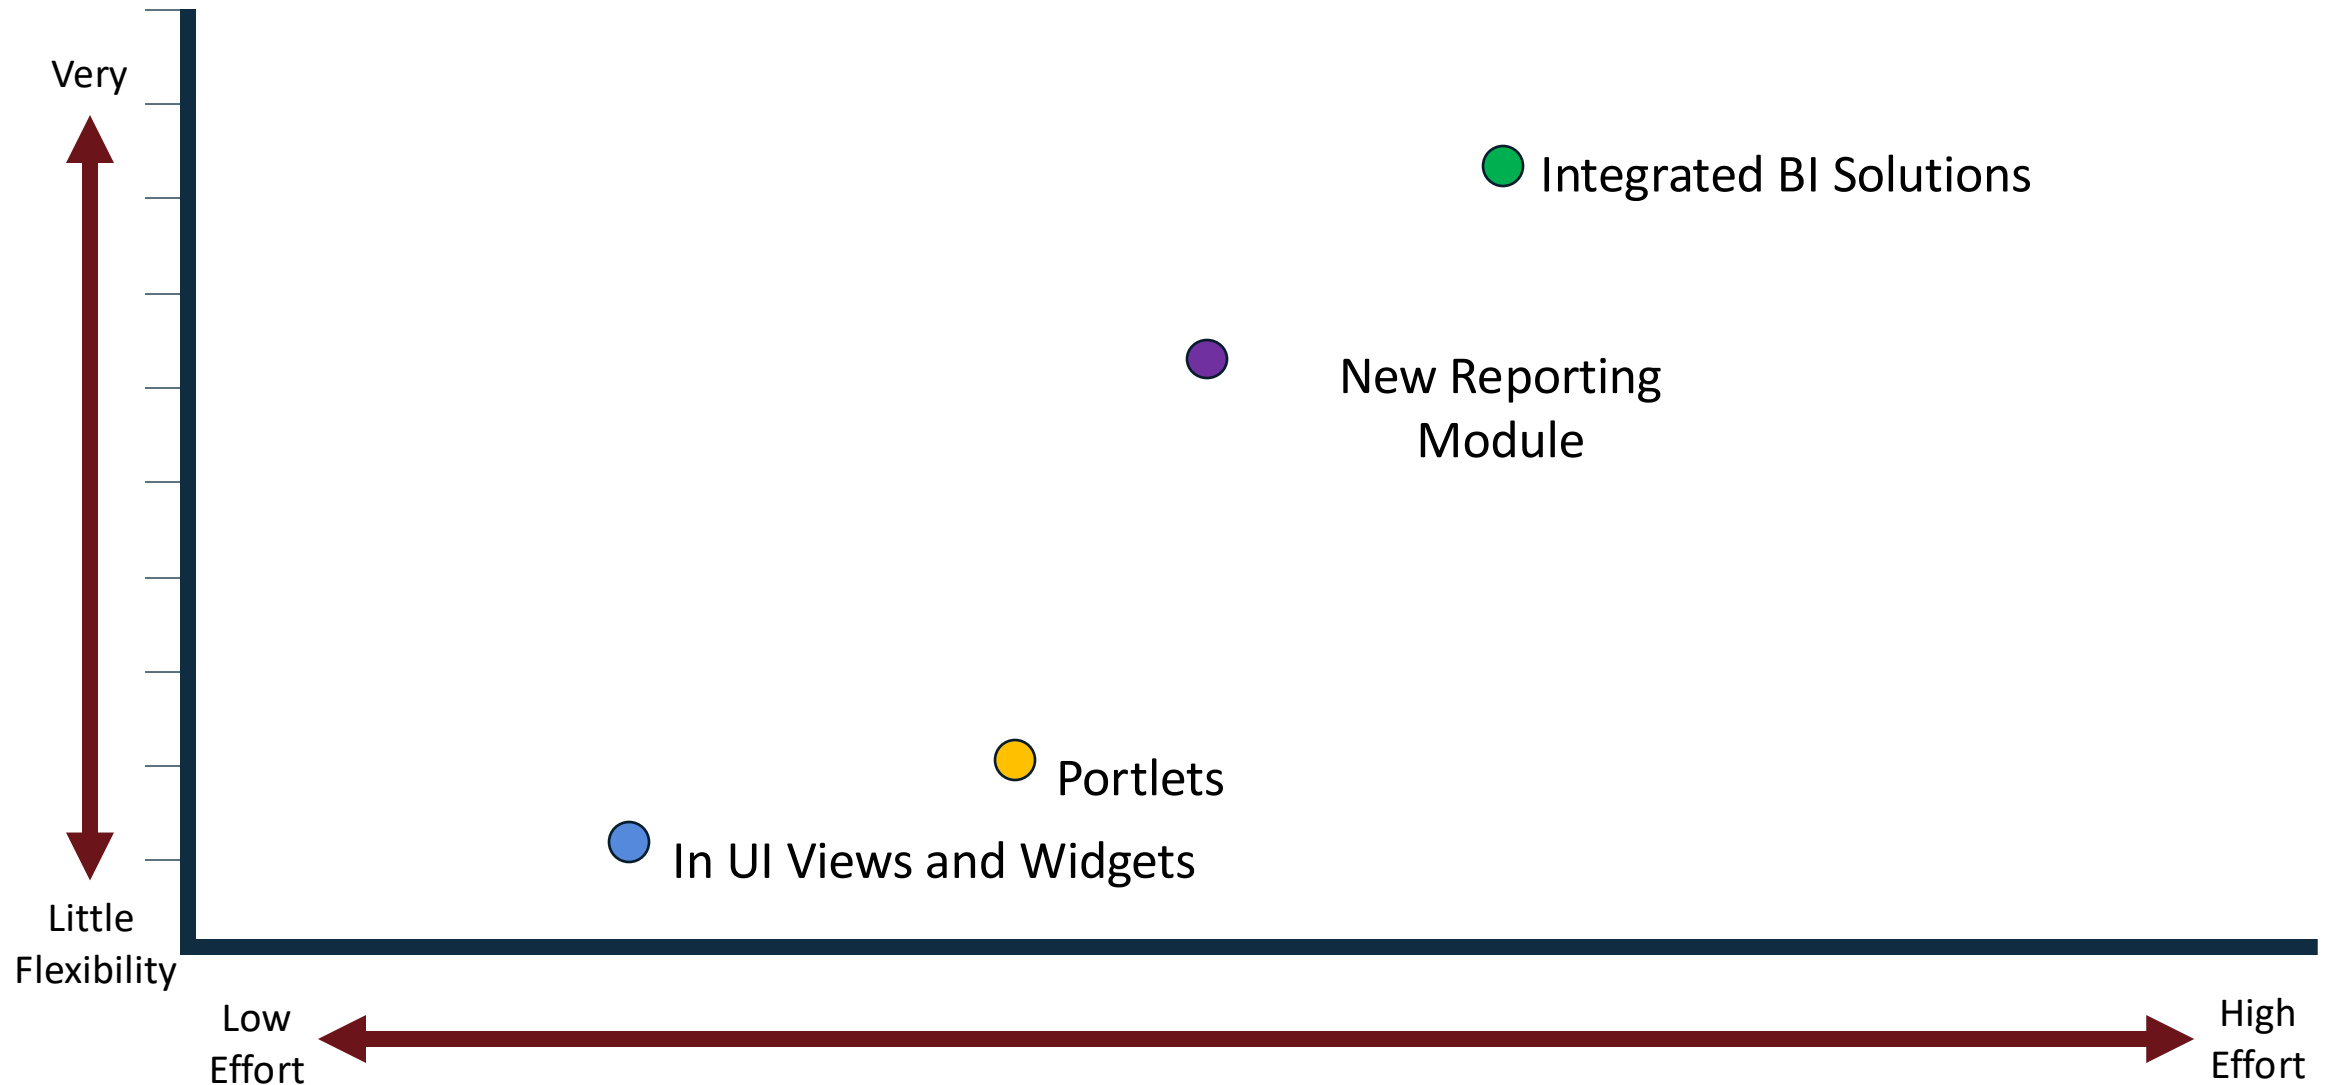 Very
Integrated BI Solutions
New Reporting
Module
Portlets
In UI Views and Widgets
Little
Flexibility
Low
Effort
High
Effort